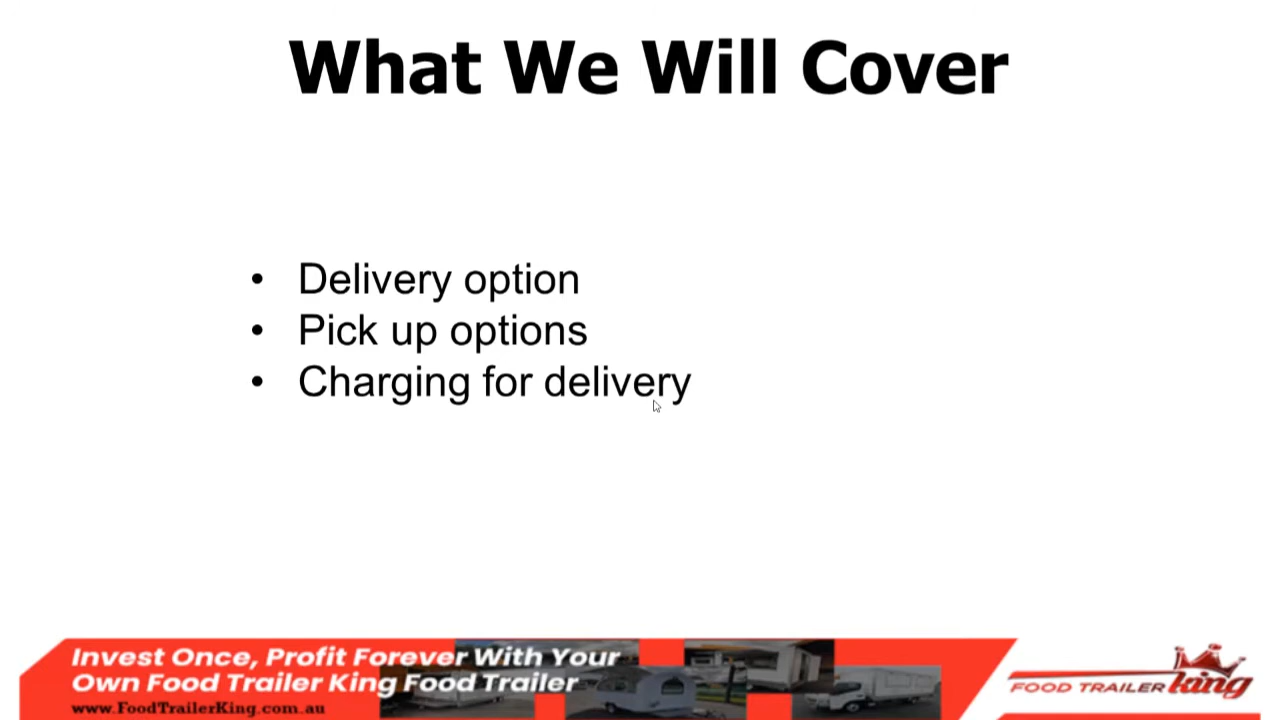 What We Will Cover
• Delivery option
• Pick up options
• Charging for delivery
Invest Once, Profit Forever With Your
Own Food Trailer King Food Trailer
www.FoodTrailerKing.com.au
FOOD TRAILER king